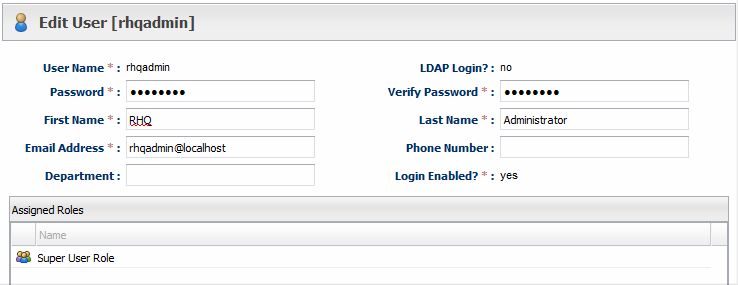 Edit User [rhqadmin]
User Name * : rhqadmin LDAP Login? : no
Password * : ●●●●●●●● Verify Password * : ●●●●●●●●
First Name * : RHQ Last Name * : Administrator
Email Address * : rhqadmin@localhost Phone Number :
Department : Login Enabled? * : yes
Assigned Roles
Name
Super User Role